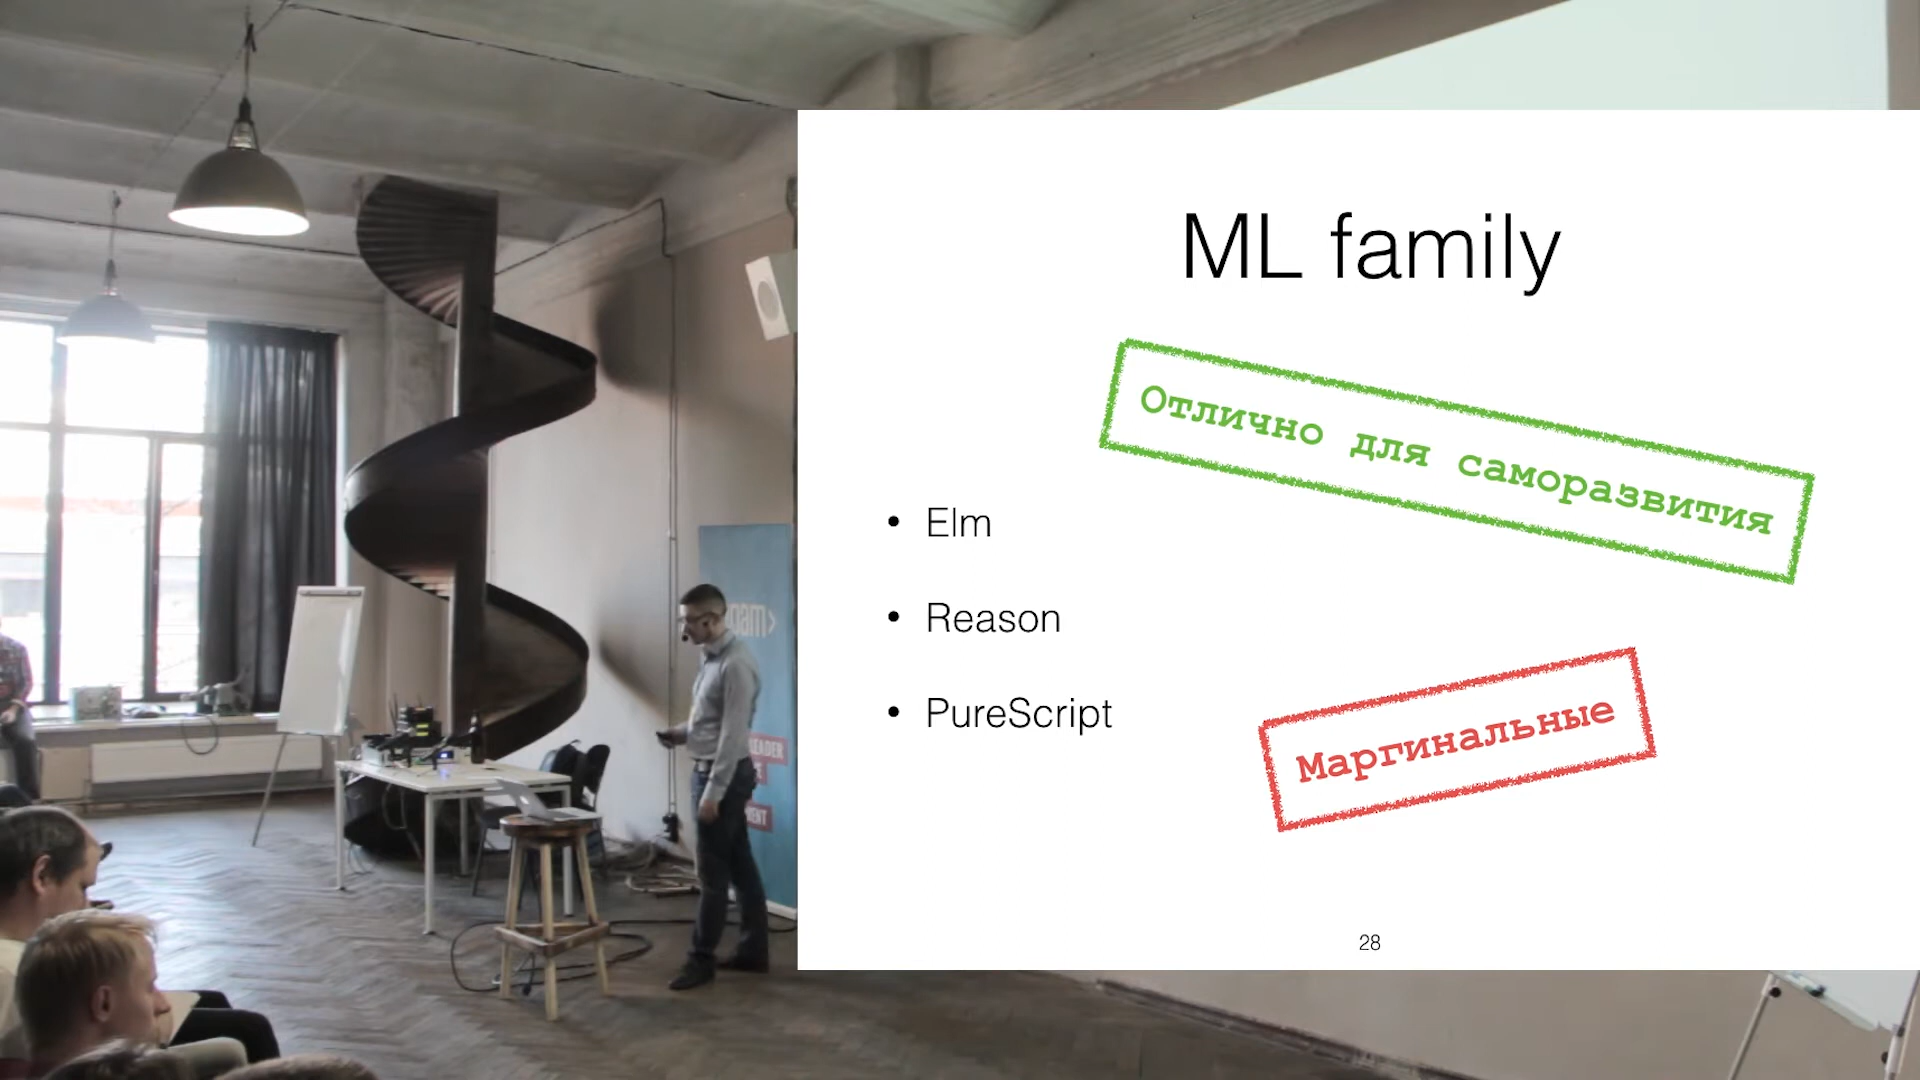 ML family
Отлично для саморазвития
• Elm
• Reason
• PureScript
Маргинальные
28